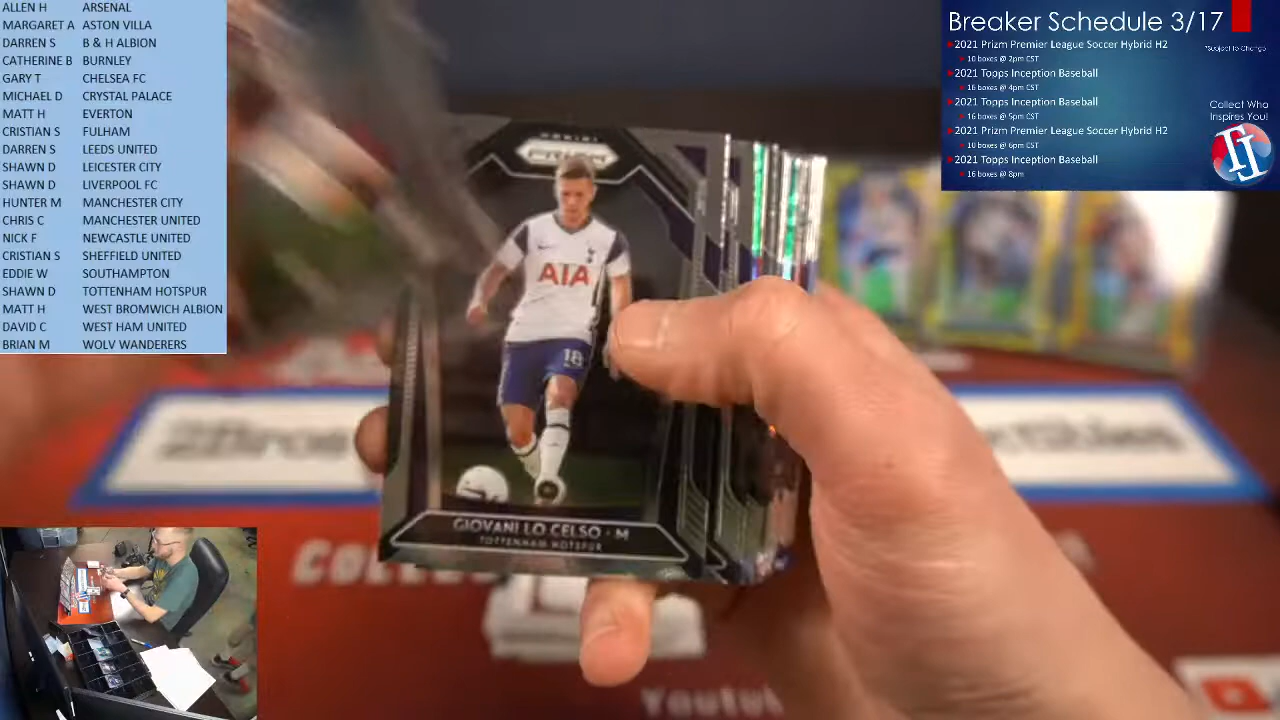 ALLEN H ARSENAL
MARGARET A ASTON VILLA
DARREN S B & H ALBION
CATHERINE B BURNLEY
GARY T CHELSEA FC
MICHAEL D CRYSTAL PALACE
MATT H EVERTON
CRISTIAN S FULHAM
DARREN S LEEDS UNITED
SHAWN D LEICESTER CITY
SHAWN D LIVERPOOL FC
HUNTER M MANCHESTER CITY
CHRIS C MANCHESTER UNITED
NICK F NEWCASTLE UNITED
CRISTIAN S SHEFFIELD UNITED
EDDIE W SOUTHAMPTON
SHAWN D TOTTENHAM HOTSPUR
MATT H WEST BROMWICH ALBION
DAVID C WEST HAM UNITED
BRIAN M WOLV WANDERERS
Breaker Schedule 3/17
2021 Prizm Premier League Soccer Hybrid H2
*Subject to Change
10 boxes @ 2pm CST
2021 Topps Inception Baseball
16 boxes @ 4pm CST
2021 Topps Inception Baseball
16 boxes @ 5pm CST
2021 Prizm Premier League Soccer Hybrid H2
10 boxes @ 6pm CST
2021 Topps Inception Baseball
16 boxes @ 8pm
Collect Who
Inspires You!
PANINI
PRIZM
AIA
18
GIOVANI LO CELSO · M
TOTTENHAM HOTSPUR